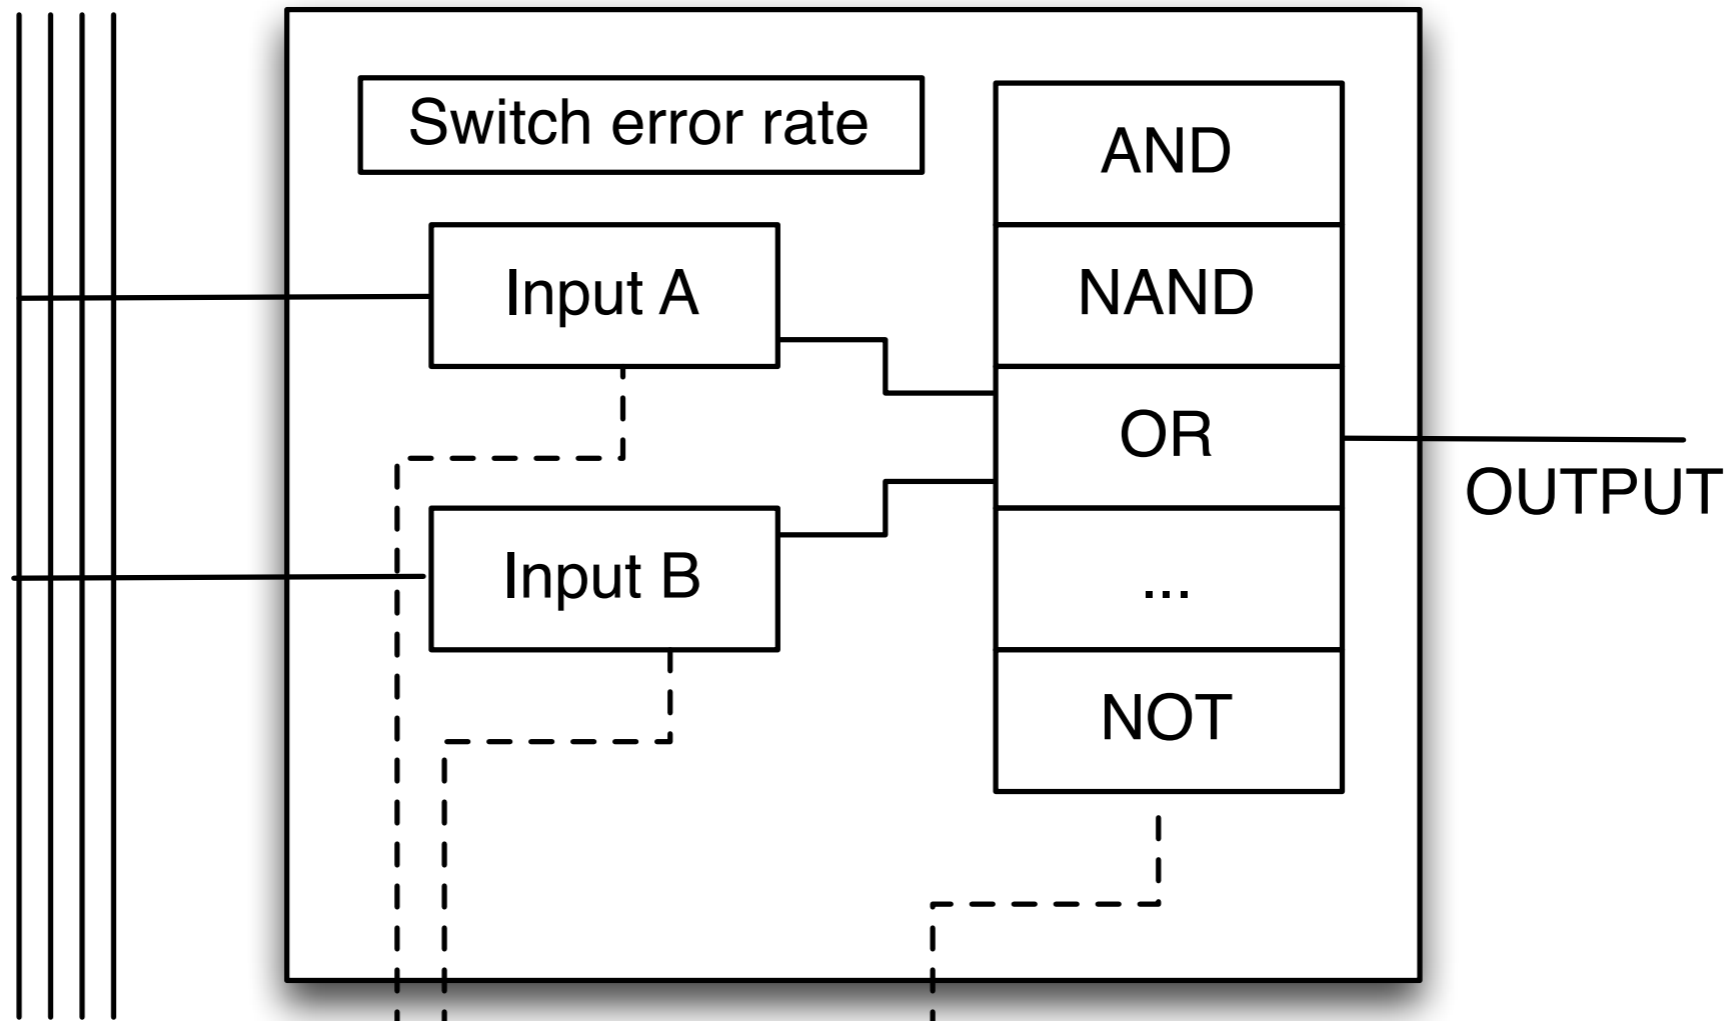 Switch error rate
AND
Input A
NAND
OR
OUTPUT
Input B
...
NOT